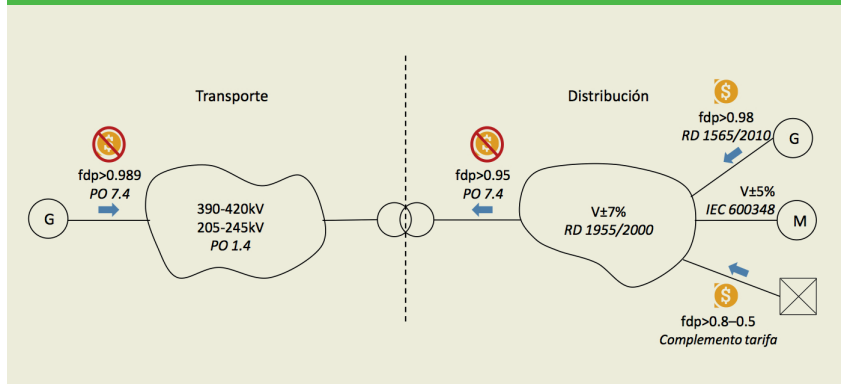 Transporte
fdp>0.989
PO 7.4
G
390-420kV
205-245kV
PO 1.4
Distribución
fdp>0.95
PO 7.4
V±7%
RD 1955/2000
$
fdp>0.98
RD 1565/2010
G
V±5%
IEC 600348
M
$
fdp>0.8–0.5
Complemento tarifa